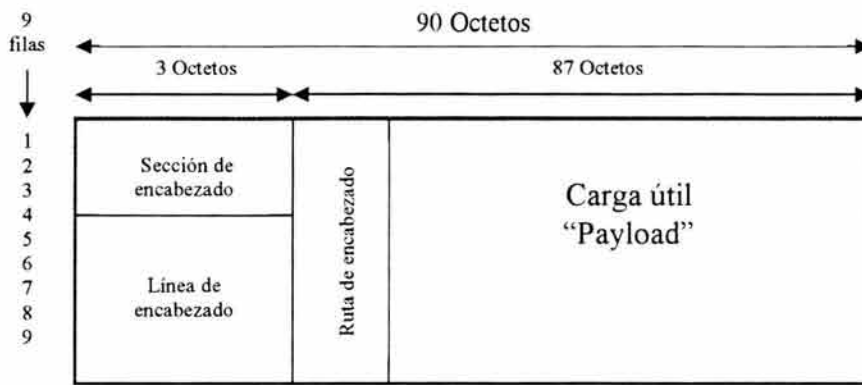 9
filas
90 Octetos
3 Octetos
87 Octetos
1
2
3
4
5
6
7
8
9
Sección de
encabezado
Línea de
encabezado
Ruta de encabezado
Carga útil
“Payload”